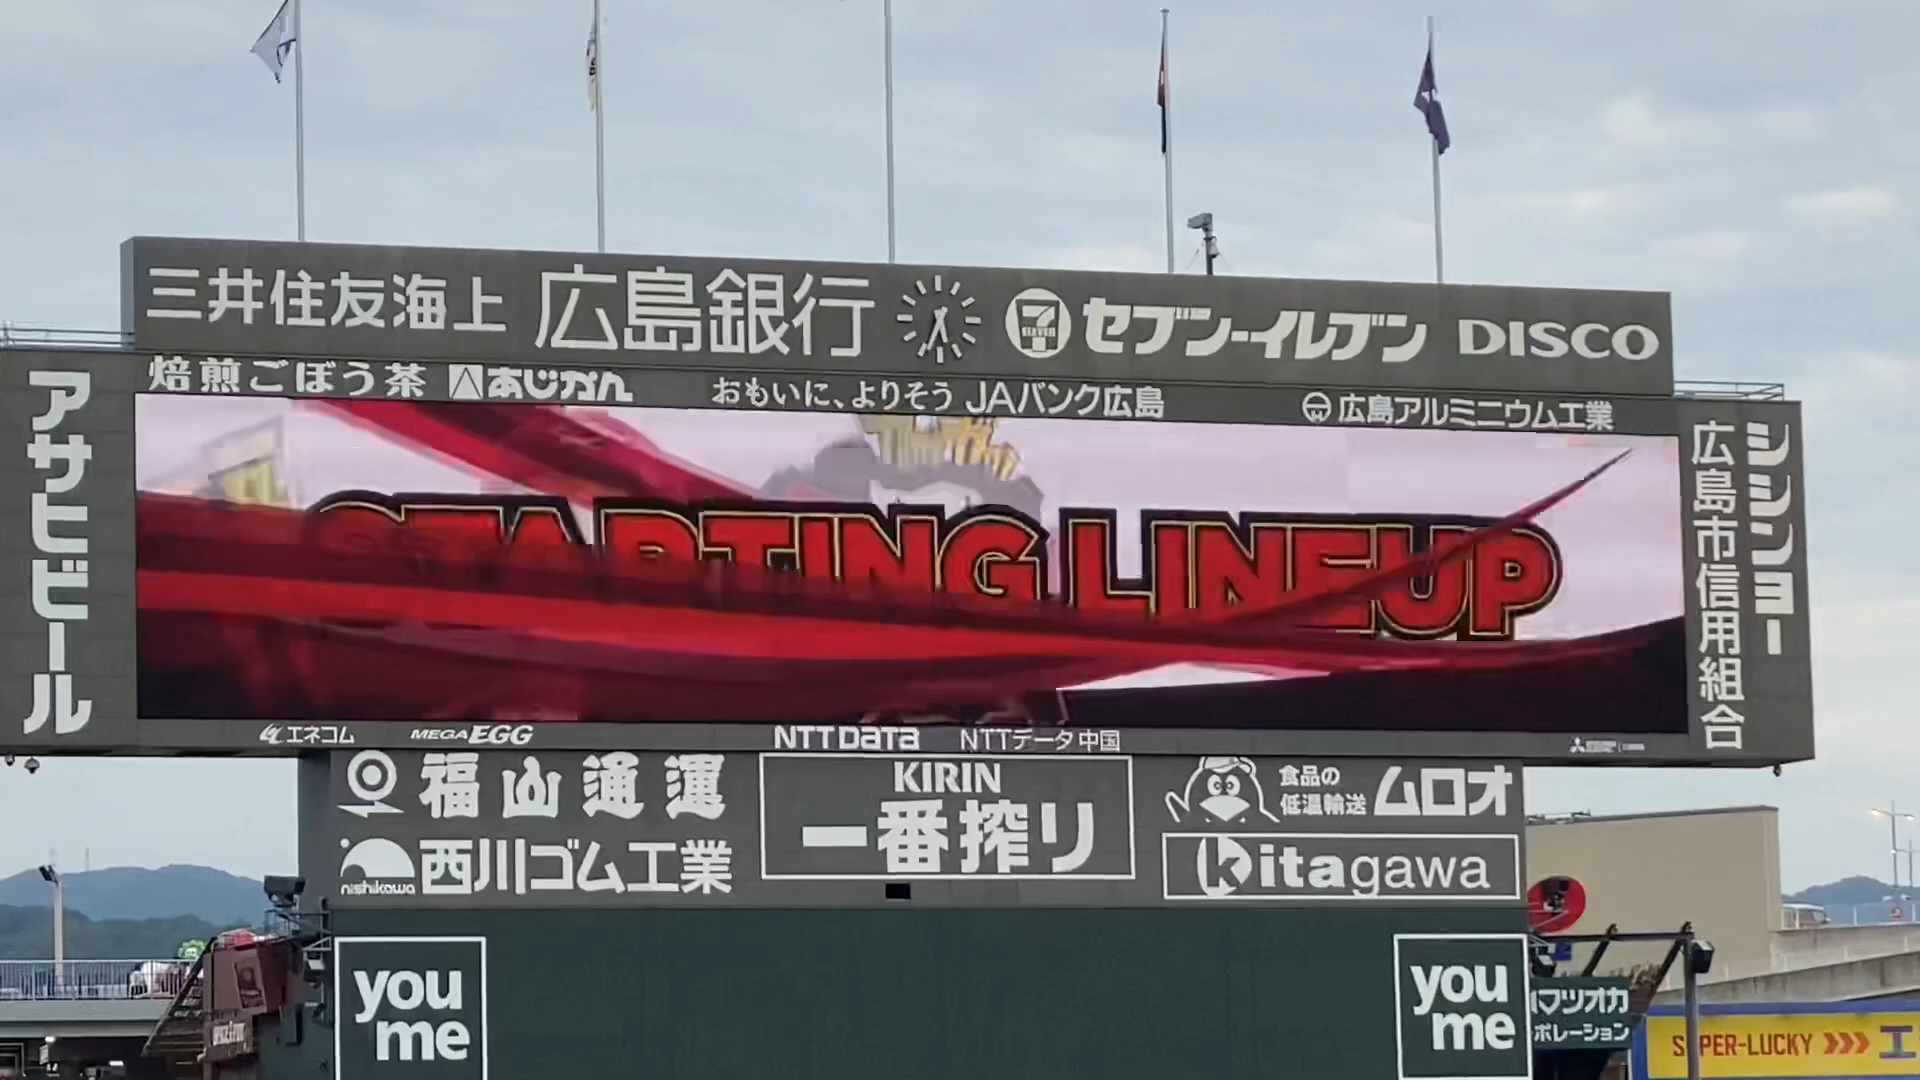 三井住友海上 広島銀行 7 ELEVEN セブン-イレブン DISCO
焙煎ごぼう茶 あじかん おもいに、よりそう JAバンク広島 広島アルミニウム工業
アサヒビール
STARTING LINEUP
シシンヨー
広島市信用組合
エネコム MEGA EGG NTT DATA NTTデータ中国
福山通運
KIRIN
一番搾り
食品の
低温輸送 ムロオ
nishikawa 西川ゴム工業
Kitagawa
you
me
you
me
マツオカ
ポレーション
SUPER-LUCKY